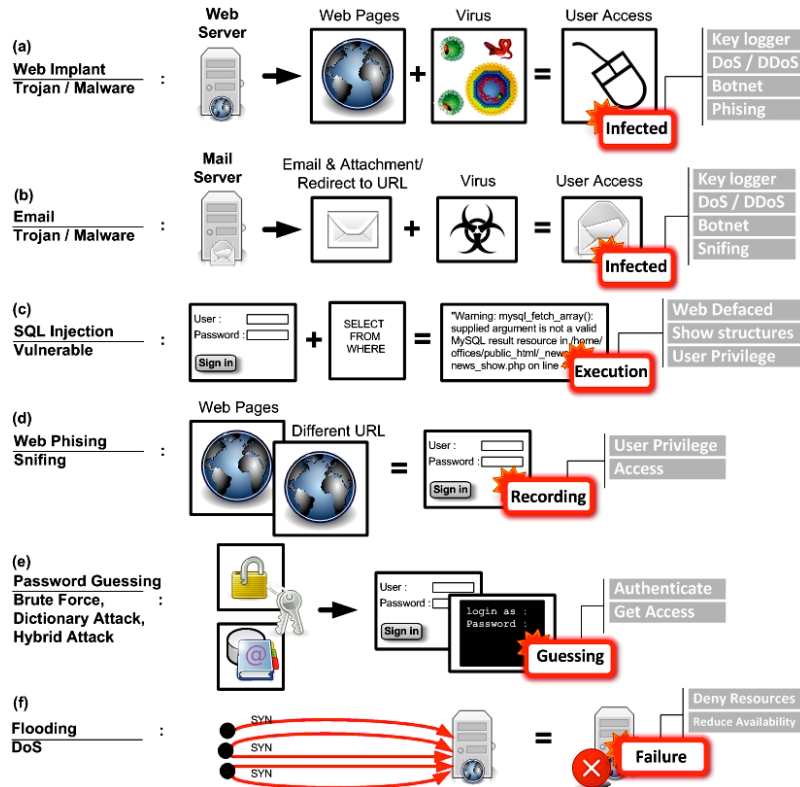 (a)
Web Implant
Trojan / Malware
:
Web
Server
Web Pages
+
Virus
=
User Access
Infected
Key logger
DoS / DDoS
Botnet
Phising
(b)
Email
Trojan / Malware
:
Mail
Server
Email & Attachment/
Redirect to URL
+
Virus
=
User Access
Infected
Key logger
DoS / DDoS
Botnet
Snifing
(c)
SQL Injection
Vulnerable
:
User :
Password :
Sign in
+
SELECT
FROM
WHERE
=
"Warning: mysql_fetch_array():
supplied argument is not a valid
MySQL result resource in /home/
offices/public_html/_news
news_show.php on line
Execution
Web Defaced
Show structures
User Privilege
(d)
Web Phising
Snifing
:
Web Pages
Different URL
=
User :
Password :
Sign in
Recording
User Privilege
Access
(e)
Password Guessing
Brute Force,
Dictionary Attack,
Hybrid Attack
:
@
User :
Password :
Sign in
login as :
Password :
Guessing
Authenticate
Get Access
(f)
Flooding
DoS
:
SYN
SYN
SYN
=
Failure
Deny Resources
Reduce Availability